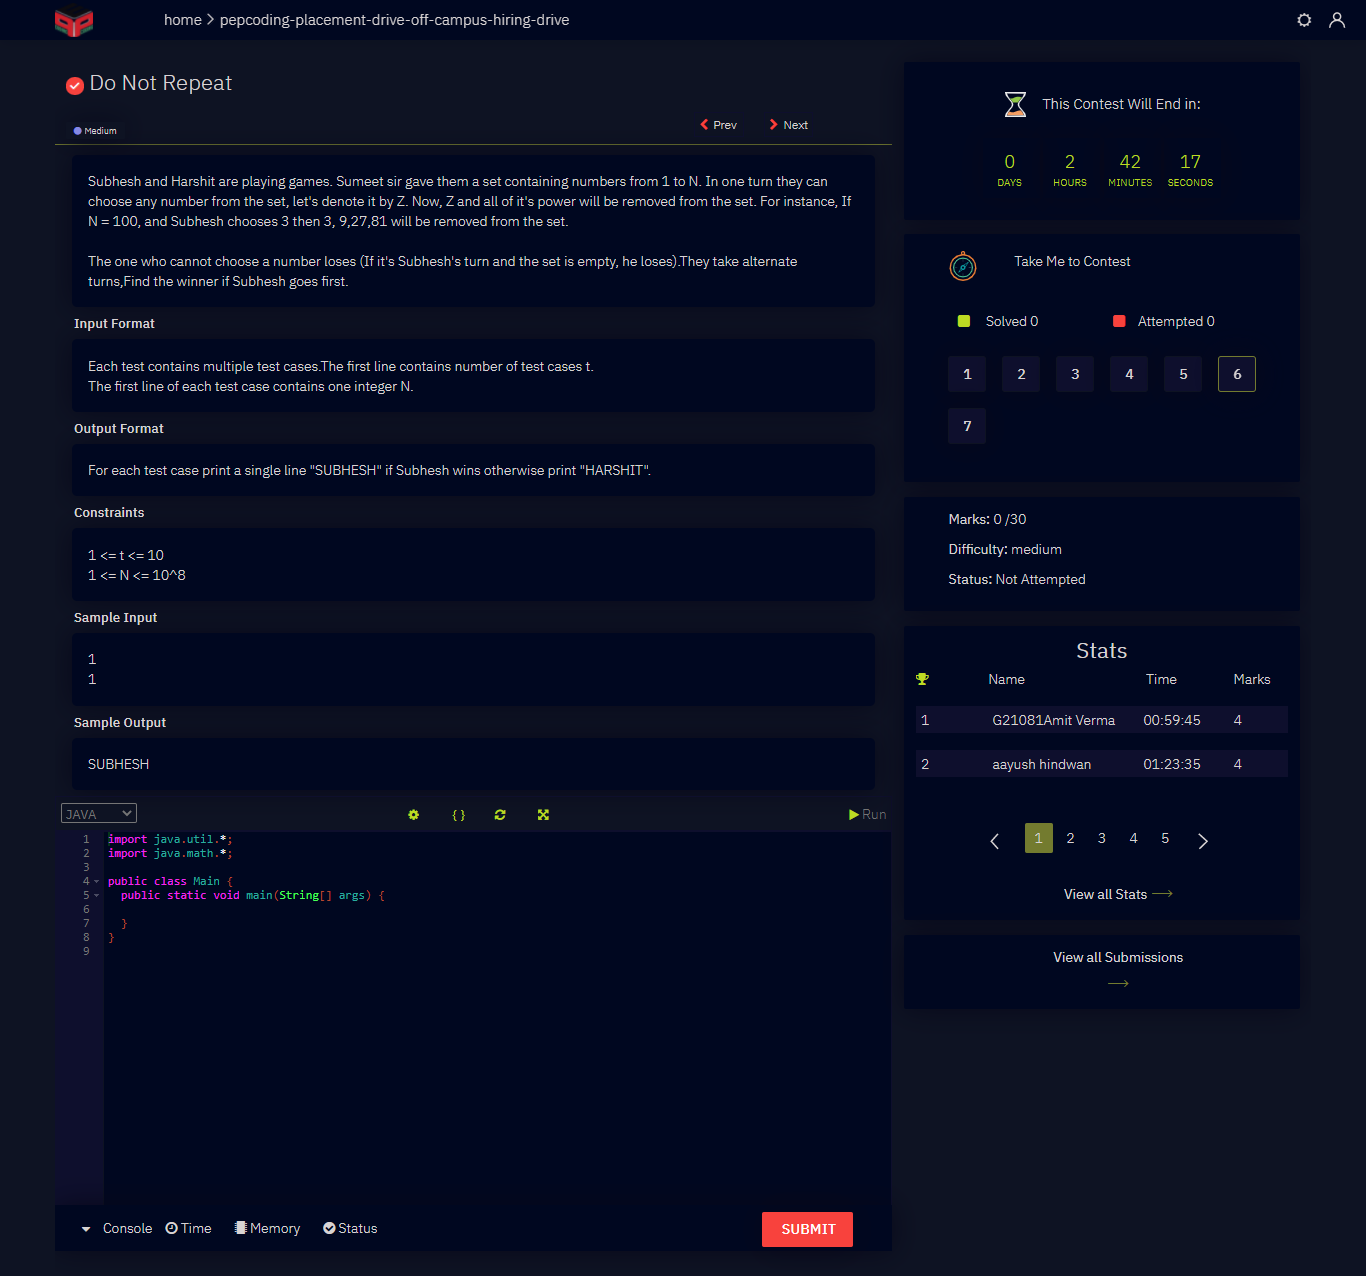 home > pepcoding-placement-drive-off-campus-hiring-drive
Do Not Repeat
Medium
Prev
Next
Subhesh and Harshit are playing games. Sumeet sir gave them a set containing numbers from 1 to N. In one turn they can
choose any number from the set, let's denote it by Z. Now, Z and all of it's power will be removed from the set. For instance, If
N = 100, and Subhesh chooses 3 then 3, 9,27,81 will be removed from the set.
The one who cannot choose a number loses (If it's Subhesh's turn and the set is empty, he loses).They take alternate
turns,Find the winner if Subhesh goes first.
Input Format
Each test contains multiple test cases.The first line contains number of test cases t.
The first line of each test case contains one integer N.
Output Format
For each test case print a single line "SUBHESH" if Subhesh wins otherwise print "HARSHIT".
Constraints
1 <= t <= 10
1 <= N <= 10^8
Sample Input
1
1
Sample Output
SUBHESH
JAVA
{ }
Run
1 import java.util.*;
2 import java.math.*;
3
4 public class Main {
5 public static void main(String[] args) {
6
7 }
8 }
9
Console
Time
Memory
Status
SUBMIT
This Contest Will End in:
0 2 42 17
DAYS HOURS MINUTES SECONDS
Take Me to Contest
Solved 0
Attempted 0
1 2 3 4 5 6
7
Marks: 0 /30
Difficulty: medium
Status: Not Attempted
Stats
Name Time Marks
1 G21081Amit Verma 00:59:45 4
2 aayush hindwan 01:23:35 4
1 2 3 4 5
View all Stats
View all Submissions